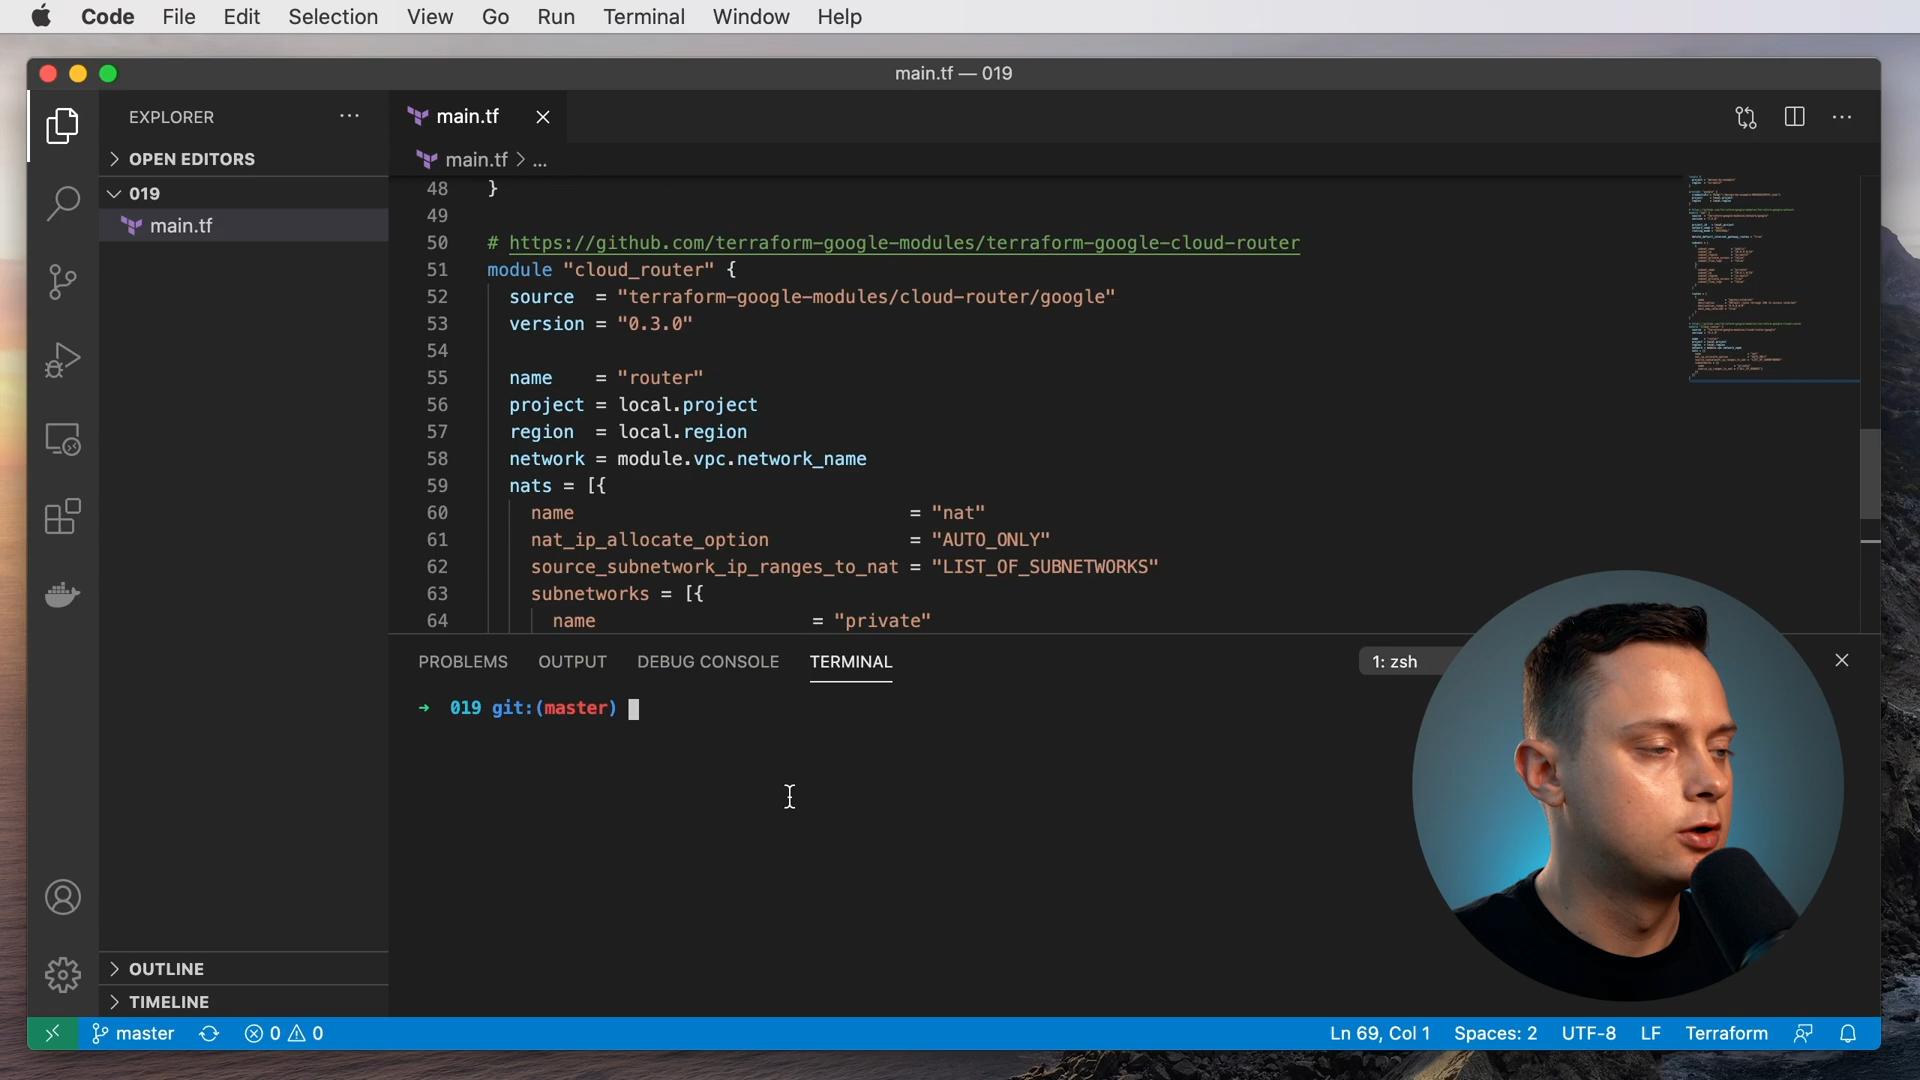 Code File Edit Selection View Go Run Terminal Window Help
main.tf — 019
EXPLORER ···
OPEN EDITORS
019
main.tf
OUTLINE
TIMELINE
main.tf
main.tf > ...
48 }
49
50 # https://github.com/terraform-google-modules/terraform-google-cloud-router
51 module "cloud_router" {
52 source = "terraform-google-modules/cloud-router/google"
53 version = "0.3.0"
54
55 name = "router"
56 project = local.project
57 region = local.region
58 network = module.vpc.network_name
59 nats = [{
60 name = "nat"
61 nat_ip_allocate_option = "AUTO_ONLY"
62 source_subnetwork_ip_ranges_to_nat = "LIST_OF_SUBNETWORKS"
63 subnetworks = [{
64 name = "private"
PROBLEMS OUTPUT DEBUG CONSOLE TERMINAL 1: zsh
→ 019 git:(master)
master 0 0 Ln 69, Col 1 Spaces: 2 UTF-8 LF Terraform